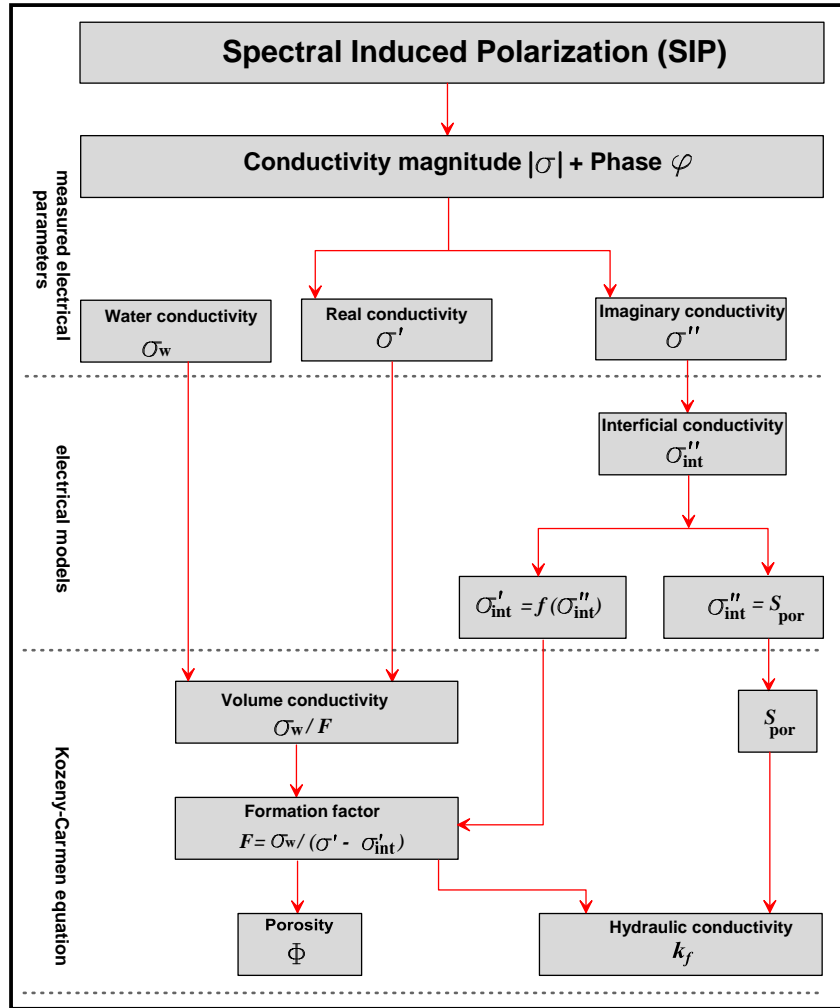 Spectral Induced Polarization (SIP)
Conductivity magnitude |σ| + Phase φ
measured electrical
parameters
Water conductivity
σw
Real conductivity
σ'
Imaginary conductivity
σ''
electrical models
Interficial conductivity
σ''int
σ'int = f(σ''int)
σ''int = Spor
Kozeny-Carmen equation
Volume conductivity
σw / F
Spor
Formation factor
F = σw / (σ' - σ'int)
Porosity
Φ
Hydraulic conductivity
kf